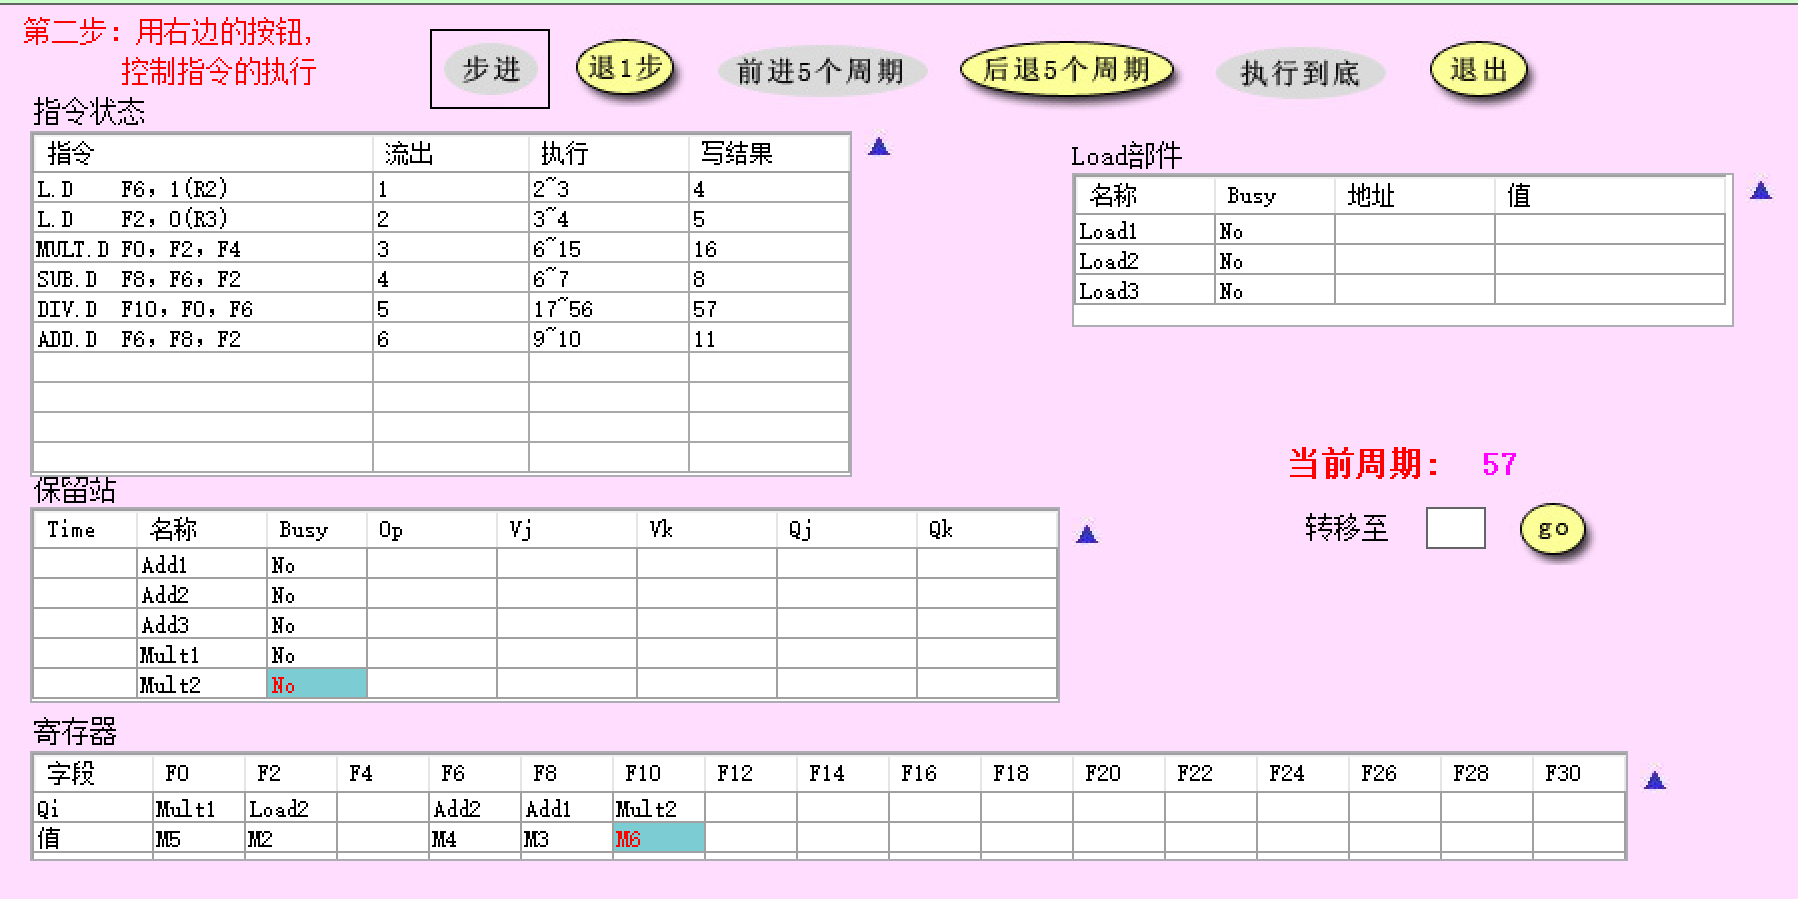 第二步：用右边的按钮，
控制指令的执行
步进 退1步 前进5个周期 后退5个周期 执行到底 退出
指令状态
指令 流出 执行 写结果
L.D F6，1(R2) 1 2~3 4
L.D F2，0(R3) 2 3~4 5
MULT.D F0，F2，F4 3 6~15 16
SUB.D F8，F6，F2 4 6~7 8
DIV.D F10，F0，F6 5 17~56 57
ADD.D F6，F8，F2 6 9~10 11
Load部件
名称 Busy 地址 值
Load1 No
Load2 No
Load3 No
当前周期： 57
转移至 go
保留站
Time 名称 Busy Op Vj Vk Qj Qk
Add1 No
Add2 No
Add3 No
Mult1 No
Mult2 No
寄存器
字段 F0 F2 F4 F6 F8 F10 F12 F14 F16 F18 F20 F22 F24 F26 F28 F30
Qi Mult1 Load2 Add2 Add1 Mult2
值 M5 M2 M4 M3 M6